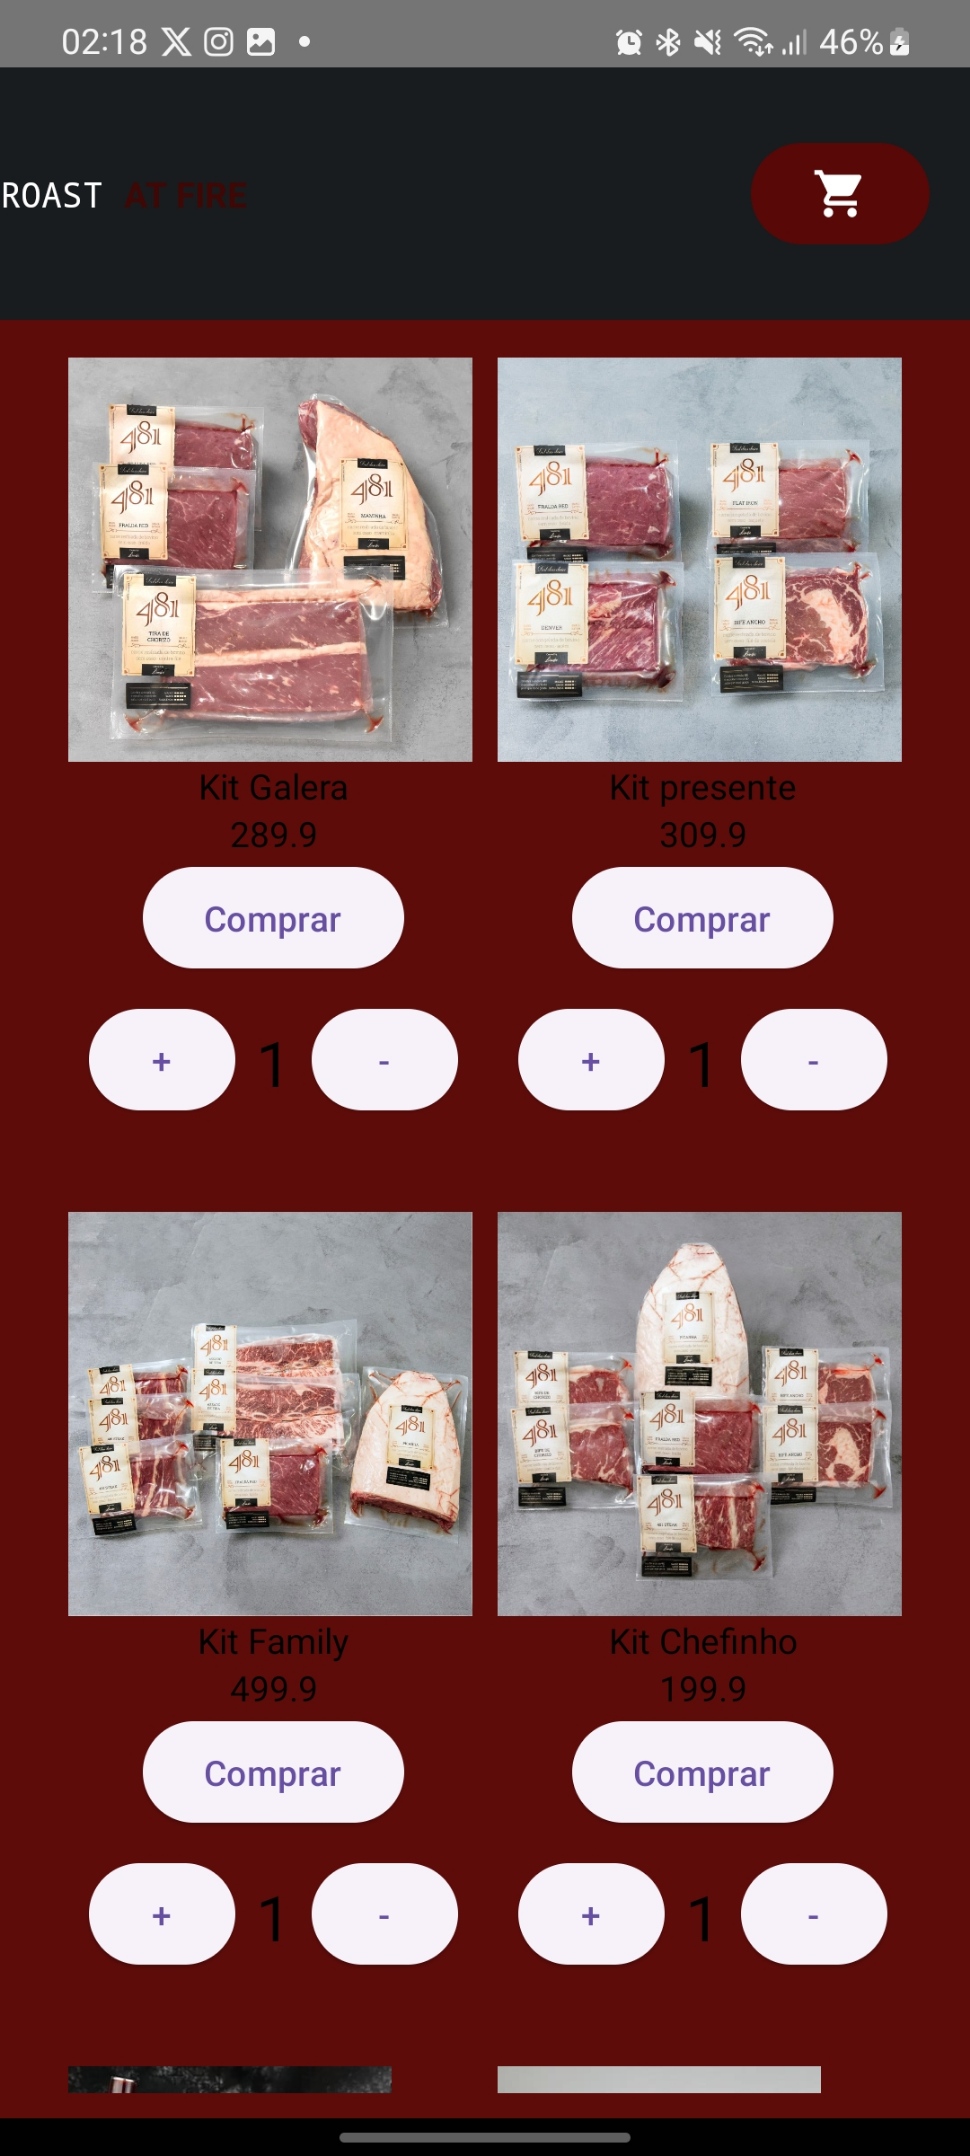 02:18
46%
ROAST AT FIRE
481
481
FRALDA RED
481
MAMINHA
481
TIRA DE
CHORIZO
481
FRALDA RED
481
FLAT IRON
481
DENVER
481
BIFE ANCHO
Kit Galera
289.9
Kit presente
309.9
Comprar
Comprar
+ 1 -
+ 1 -
481
481
481
481
481
481
481
481
481
481
481
481
481
FRALDA RED
481
481
Kit Family
499.9
Kit Chefinho
199.9
Comprar
Comprar
+ 1 -
+ 1 -